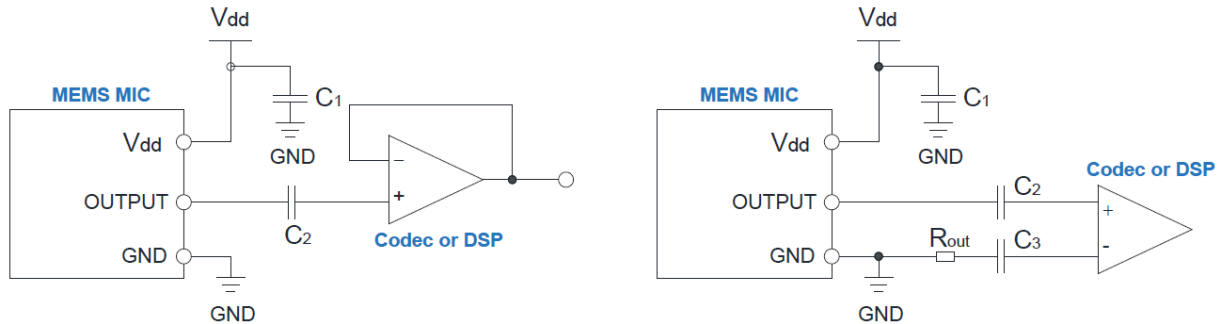 Vdd
MEMS MIC
C1
Vdd
GND
OUTPUT
C2
−
+
Codec or DSP
GND
GND
Vdd
MEMS MIC
C1
Vdd
GND
Codec or DSP
OUTPUT
C2
+
-
GND
Rout
C3
GND